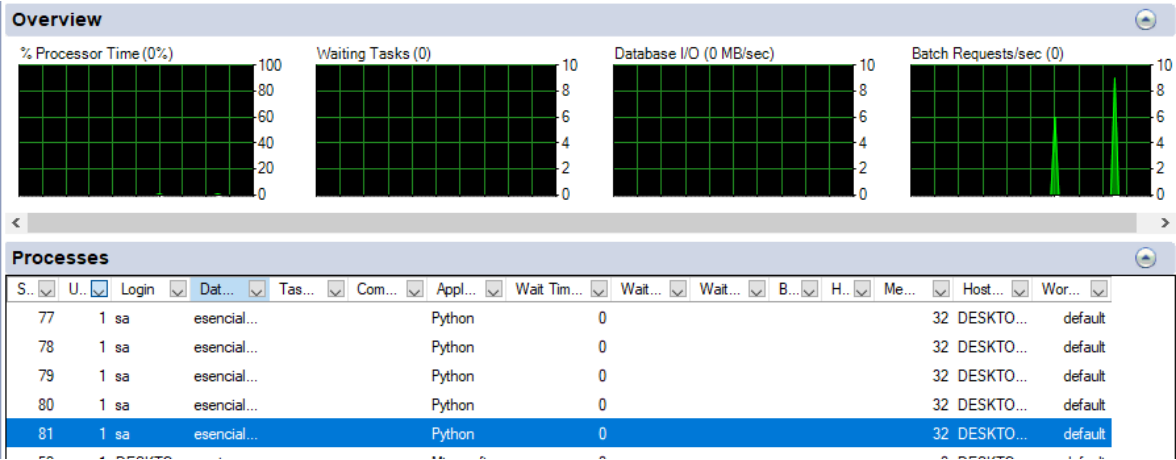 Overview
% Processor Time (0%)
100
80
60
40
20
0
Waiting Tasks (0)
10
8
6
4
2
0
Database I/O (0 MB/sec)
10
8
6
4
2
0
Batch Requests/sec (0)
10
8
6
4
2
0
Processes
S... U... Login Dat... Tas... Com... Appl... Wait Tim... Wait... Wait... B... H... Me... Host... Wor...
77 1 sa esencial... Python 0 32 DESKTO... default
78 1 sa esencial... Python 0 32 DESKTO... default
79 1 sa esencial... Python 0 32 DESKTO... default
80 1 sa esencial... Python 0 32 DESKTO... default
81 1 sa esencial... Python 0 32 DESKTO... default